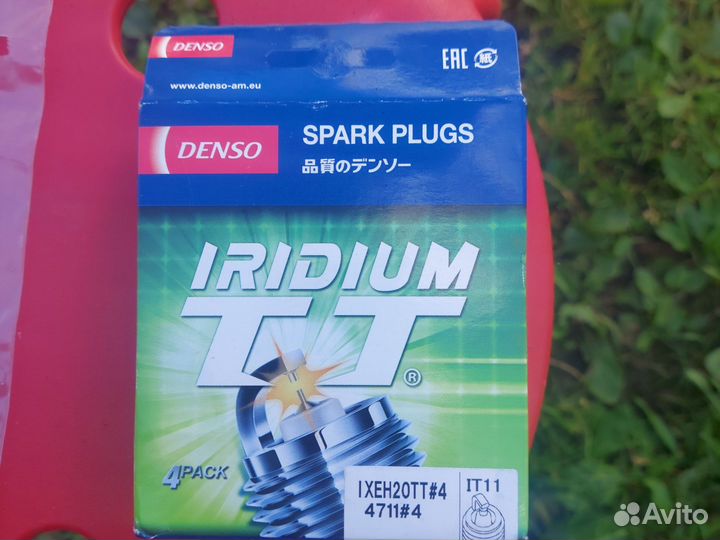 DENSO
EAC 紙
www.denso-am.eu
DENSO
SPARK PLUGS
品質のデンソー
IRIDIUM
TT®
4PACK
IXEH20TT#4
4711#4
IT11
Avito